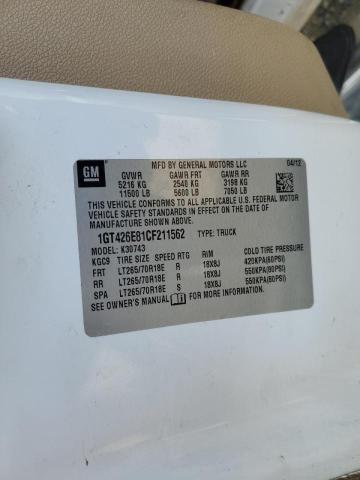 GM
MFD BY GENERAL MOTORS LLC 04/12
GVWR GAWR FRT GAWR RR
5216 KG 2540 KG 3198 KG
11500 LB 5600 LB 7050 LB
THIS VEHICLE CONFORMS TO ALL APPLICABLE U.S. FEDERAL
MOTOR VEHICLE SAFETY STANDARDS IN EFFECT ON THE DATE
OF MANUFACTURE SHOWN ABOVE.
1GT426E81CF211562 TYPE: TRUCK
MODEL: K30743
KGC9 TIRE SIZE SPEED RTG RIM COLD TIRE PRESSURE
FRT LT265/70R18E R 18X8J 420KPA(60PSI)
RR LT265/70R18E R 18X8J 550KPA(80PSI)
SPA LT265/70R18E S 18X8J 550KPA(80PSI)
SEE OWNER'S MANUAL FOR MORE INFORMATION.